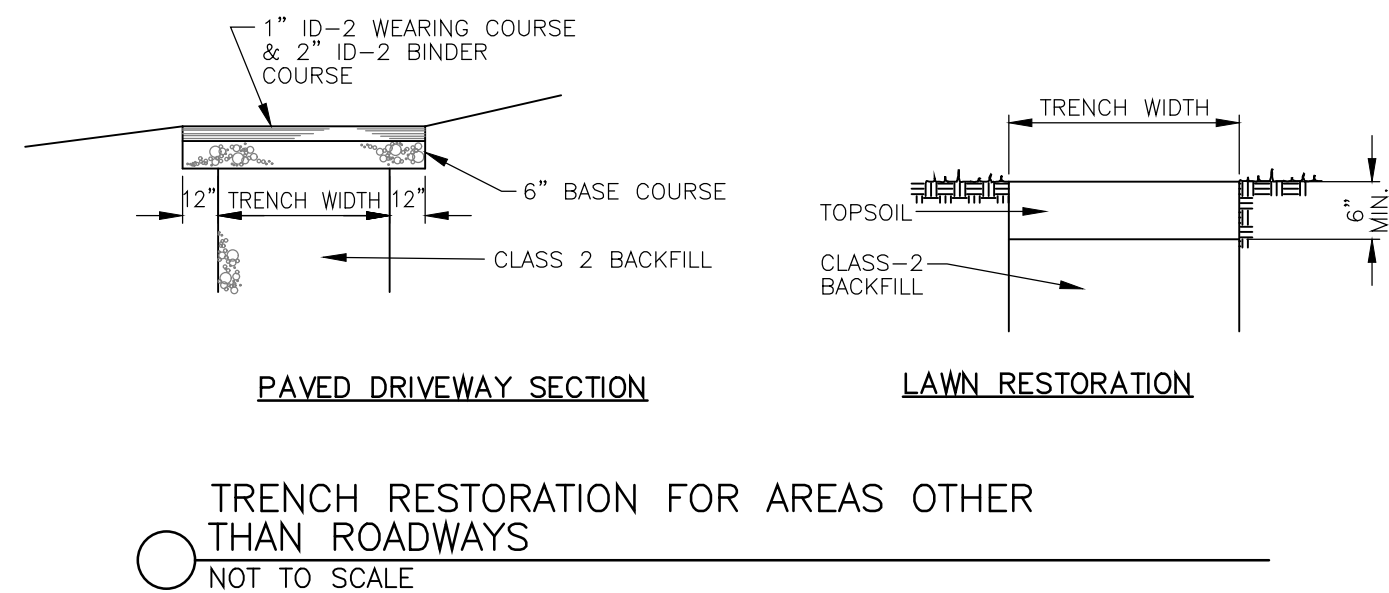 1” ID-2 WEARING COURSE
& 2” ID-2 BINDER
COURSE
12” TRENCH WIDTH 12”
6” BASE COURSE
CLASS 2 BACKFILL
PAVED DRIVEWAY SECTION
TRENCH WIDTH
6”
MIN.
TOPSOIL
CLASS-2
BACKFILL
LAWN RESTORATION
TRENCH RESTORATION FOR AREAS OTHER
THAN ROADWAYS
NOT TO SCALE